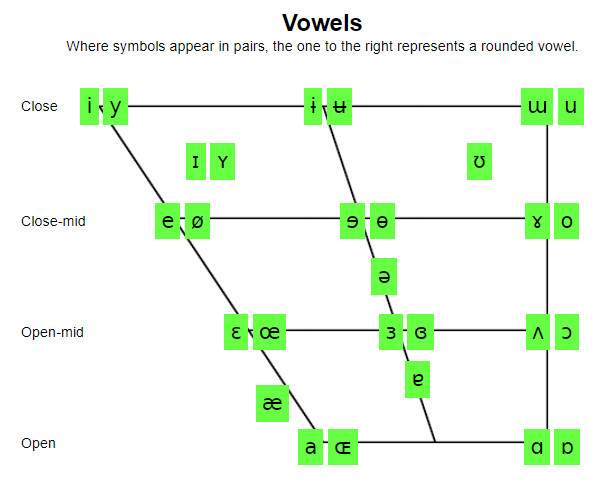 Vowels
Where symbols appear in pairs, the one to the right represents a rounded vowel.
Close i y ɨ ʉ ɯ u
ɪ ʏ ʊ
Close-mid e ø ɘ ɵ ɤ o
ə
Open-mid ɛ œ ɜ ɞ ʌ ɔ
ɐ
æ
Open a ɶ ɑ ɒ